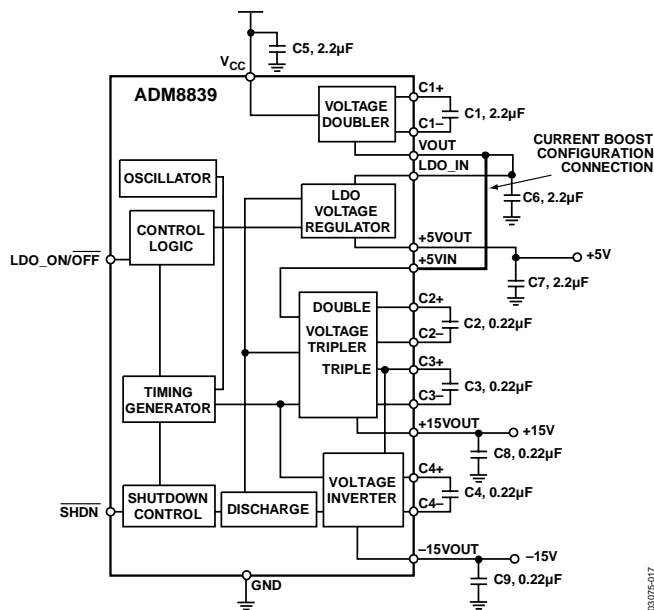 C5, 2.2µF
VCC
ADM8839
VOLTAGE
DOUBLER
C1+
C1–
C1, 2.2µF
VOUT
LDO_IN
CURRENT BOOST
CONFIGURATION
CONNECTION
OSCILLATOR
LDO
VOLTAGE
REGULATOR
C6, 2.2µF
CONTROL
LOGIC
LDO_ON/OFF
+5VOUT
+5V
+5VIN
C7, 2.2µF
DOUBLE
VOLTAGE
TRIPLER
TRIPLE
C2+
C2–
C2, 0.22µF
C3+
C3–
C3, 0.22µF
TIMING
GENERATOR
+15VOUT
+15V
C8, 0.22µF
VOLTAGE
INVERTER
C4+
C4–
C4, 0.22µF
SHDN
SHUTDOWN
CONTROL
DISCHARGE
–15VOUT
–15V
C9, 0.22µF
GND
03075-017